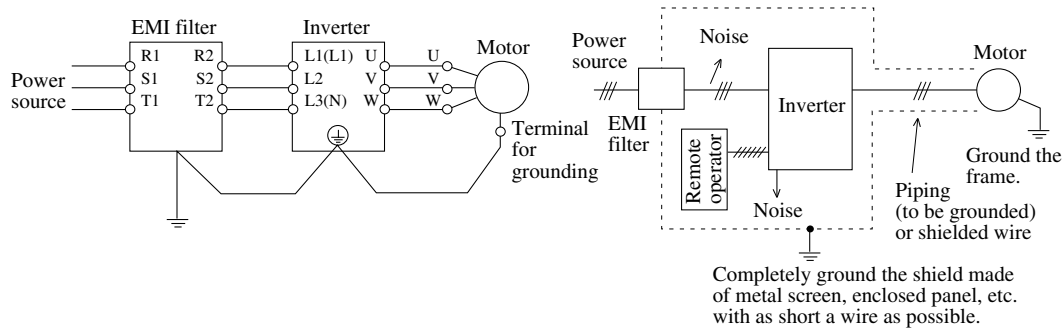 EMI filter
Inverter
Power
source
R1 R2
S1 S2
T1 T2
L1(L1) U
L2 V
L3(N) W
U
V
W
Motor
Terminal
for
grounding
Power
source
Noise
EMI
filter
Inverter
Remote
operator
Noise
Motor
Ground the
frame.
Piping
(to be grounded)
or shielded wire
Completely ground the shield made
of metal screen, enclosed panel, etc.
with as short a wire as possible.